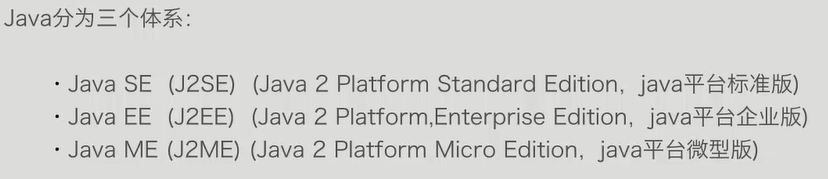 Java分为三个体系：
・Java SE（J2SE）（Java 2 Platform Standard Edition，java平台标准版)
・Java EE（J2EE）（Java 2 Platform,Enterprise Edition，java平台企业版)
・Java ME (J2ME) (Java 2 Platform Micro Edition，java平台微型版)